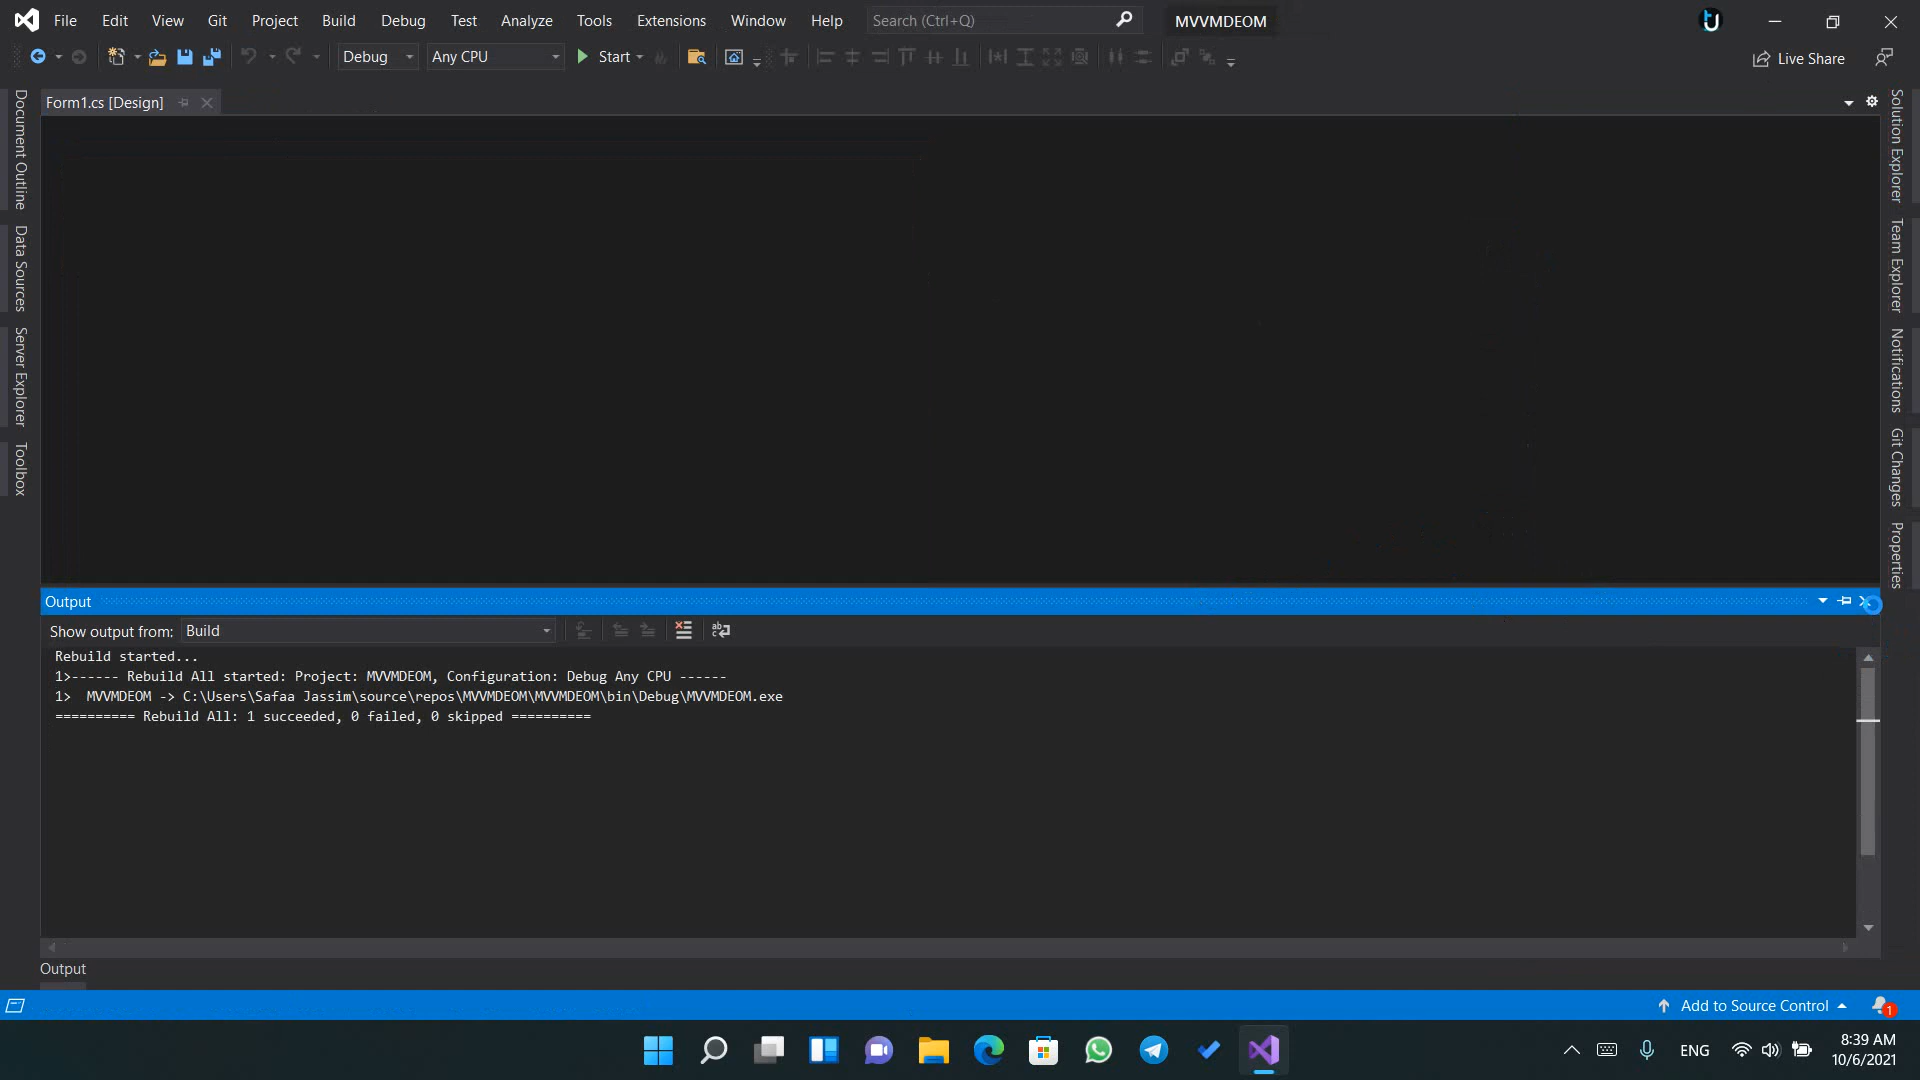 File Edit View Git Project Build Debug Test Analyze Tools Extensions Window Help Search (Ctrl+Q) MVVMDEOM
Debug Any CPU Start Live Share
Form1.cs [Design]
Document Outline
Data Sources
Server Explorer
Toolbox
Solution Explorer
Team Explorer
Notifications
Git Changes
Properties
Output
Show output from: Build
Rebuild started...
1>------ Rebuild All started: Project: MVVMDEOM, Configuration: Debug Any CPU ------
1>  MVVMDEOM -> C:\Users\Safaa Jassim\source\repos\MVVMDEOM\MVVMDEOM\bin\Debug\MVVMDEOM.exe
========== Rebuild All: 1 succeeded, 0 failed, 0 skipped ==========
Output
Add to Source Control 1
ENG 8:39 AM
10/6/2021